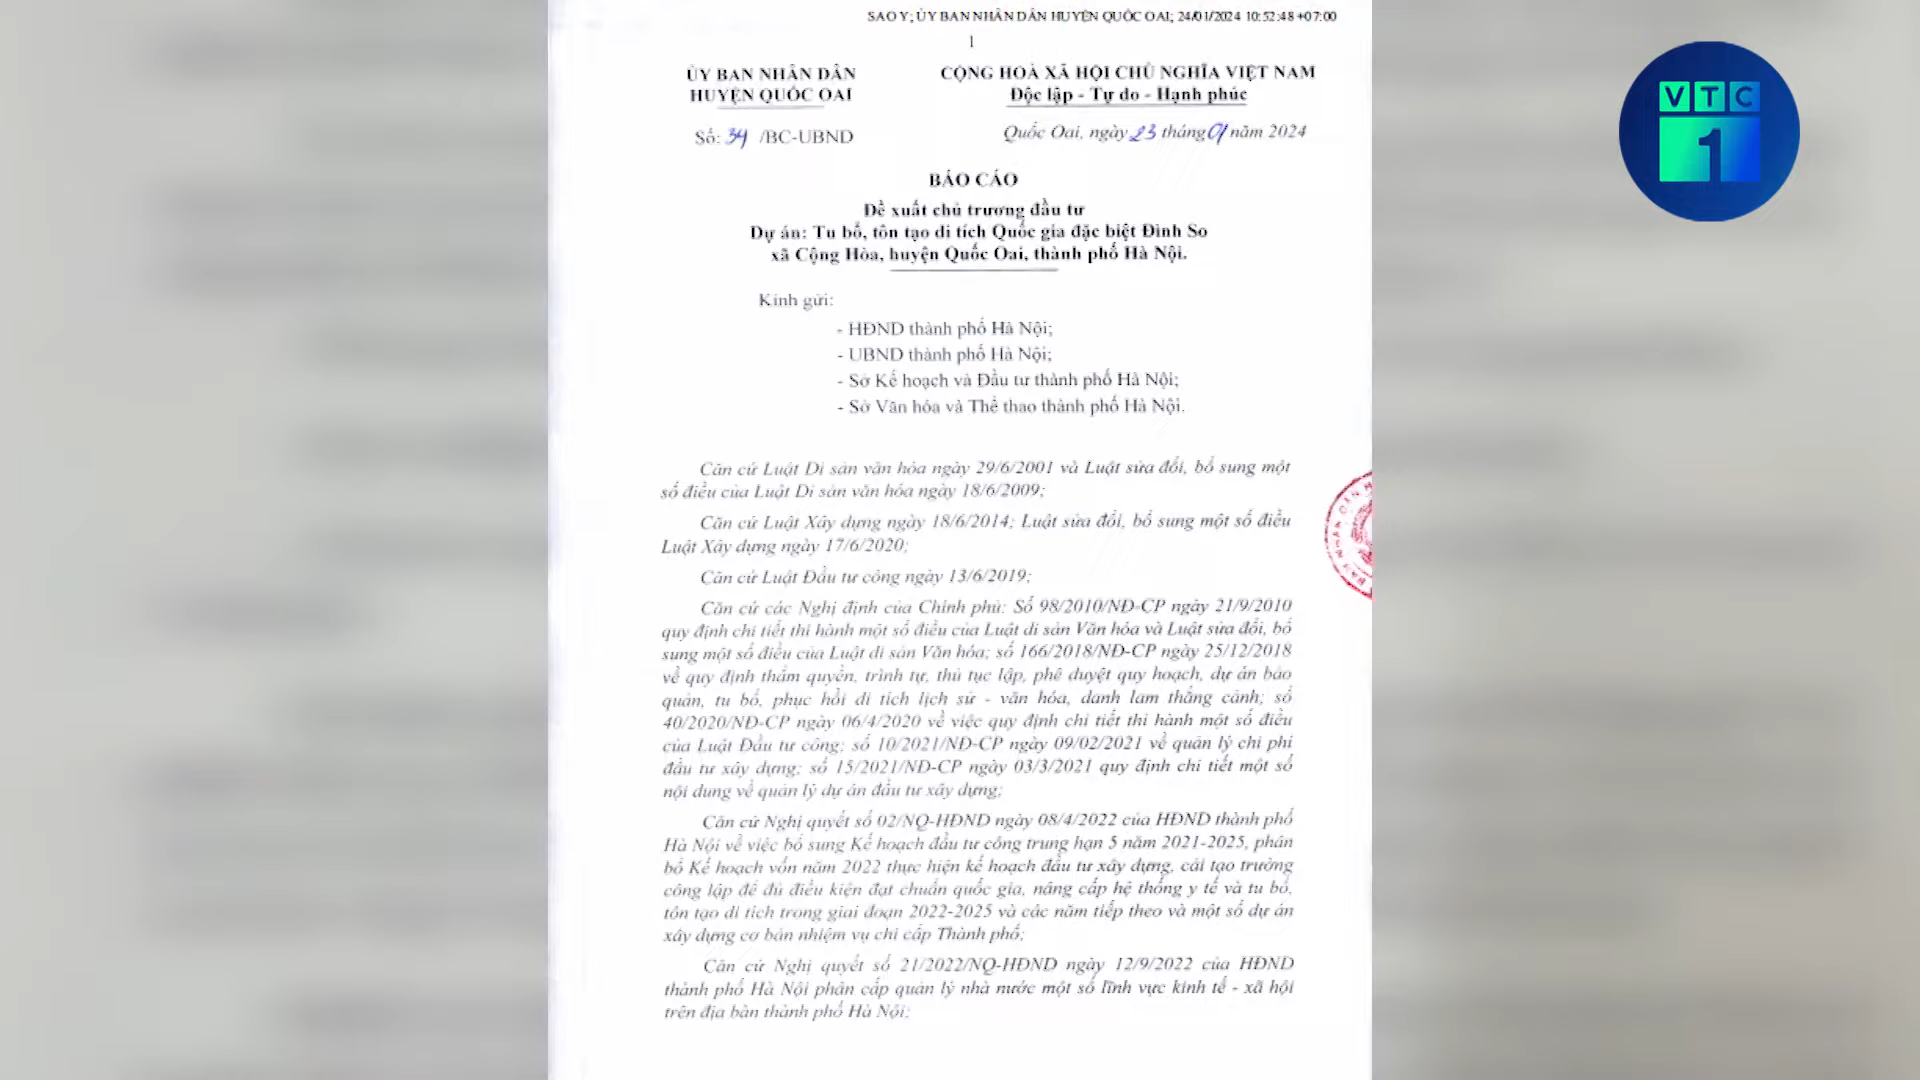 SAO Y; ỦY BAN NHÂN DÂN HUYỆN QUỐC OAI; 24/01/2024 10:52:48 +07:00
1
ỦY BAN NHÂN DÂN
HUYỆN QUỐC OAI
CỘNG HOÀ XÃ HỘI CHỦ NGHĨA VIỆT NAM
Độc lập - Tự do - Hạnh phúc
Số: 34 /BC-UBND
Quốc Oai, ngày 23 tháng 01 năm 2024
VTC
1
BÁO CÁO
Đề xuất chủ trương đầu tư
Dự án: Tu bổ, tôn tạo di tích Quốc gia đặc biệt Đình So
xã Cộng Hòa, huyện Quốc Oai, thành phố Hà Nội.
Kính gửi:
- HĐND thành phố Hà Nội;
- UBND thành phố Hà Nội;
- Sở Kế hoạch và Đầu tư thành phố Hà Nội;
- Sở Văn hóa và Thể thao thành phố Hà Nội.
Căn cứ Luật Di sản văn hóa ngày 29/6/2001 và Luật sửa đổi, bổ sung một
số điều của Luật Di sản văn hóa ngày 18/6/2009;
Căn cứ Luật Xây dựng ngày 18/6/2014; Luật sửa đổi, bổ sung một số điều
Luật Xây dựng ngày 17/6/2020;
Căn cứ Luật Đầu tư công ngày 13/6/2019;
Căn cứ các Nghị định của Chính phủ: Số 98/2010/NĐ-CP ngày 21/9/2010
quy định chi tiết thi hành một số điều của Luật di sản Văn hóa và Luật sửa đổi, bổ
sung một số điều của Luật di sản Văn hóa; số 166/2018/NĐ-CP ngày 25/12/2018
về quy định thẩm quyền, trình tự, thủ tục lập, phê duyệt quy hoạch, dự án bảo
quản, tu bổ, phục hồi di tích lịch sử - văn hóa, danh lam thắng cảnh; số
40/2020/NĐ-CP ngày 06/4/2020 về việc quy định chi tiết thi hành một số điều
của Luật Đầu tư công; số 10/2021/NĐ-CP ngày 09/02/2021 về quản lý chi phí
đầu tư xây dựng; số 15/2021/NĐ-CP ngày 03/3/2021 quy định chi tiết một số
nội dung về quản lý dự án đầu tư xây dựng;
Căn cứ Nghị quyết số 02/NQ-HĐND ngày 08/4/2022 của HĐND thành phố
Hà Nội về việc bổ sung Kế hoạch đầu tư công trung hạn 5 năm 2021-2025, phân
bổ Kế hoạch vốn năm 2022 thực hiện kế hoạch đầu tư xây dựng, cải tạo trường
công lập để đủ điều kiện đạt chuẩn quốc gia, nâng cấp hệ thống y tế và tu bổ,
tôn tạo di tích trong giai đoạn 2022-2025 và các năm tiếp theo và một số dự án
xây dựng cơ bản nhiệm vụ chi cấp Thành phố;
Căn cứ Nghị quyết số 21/2022/NQ-HĐND ngày 12/9/2022 của HĐND
thành phố Hà Nội phân cấp quản lý nhà nước một số lĩnh vực kinh tế - xã hội
trên địa bàn thành phố Hà Nội;